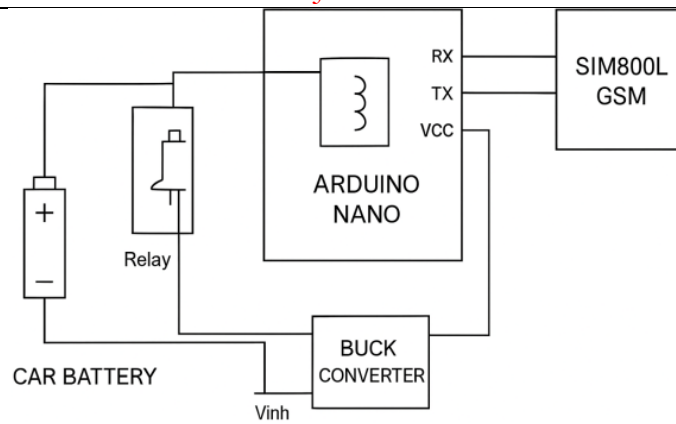 RX
TX
VCC
SIM800L
GSM
ARDUINO
NANO
+
−
Relay
BUCK
CONVERTER
CAR BATTERY
Vinh